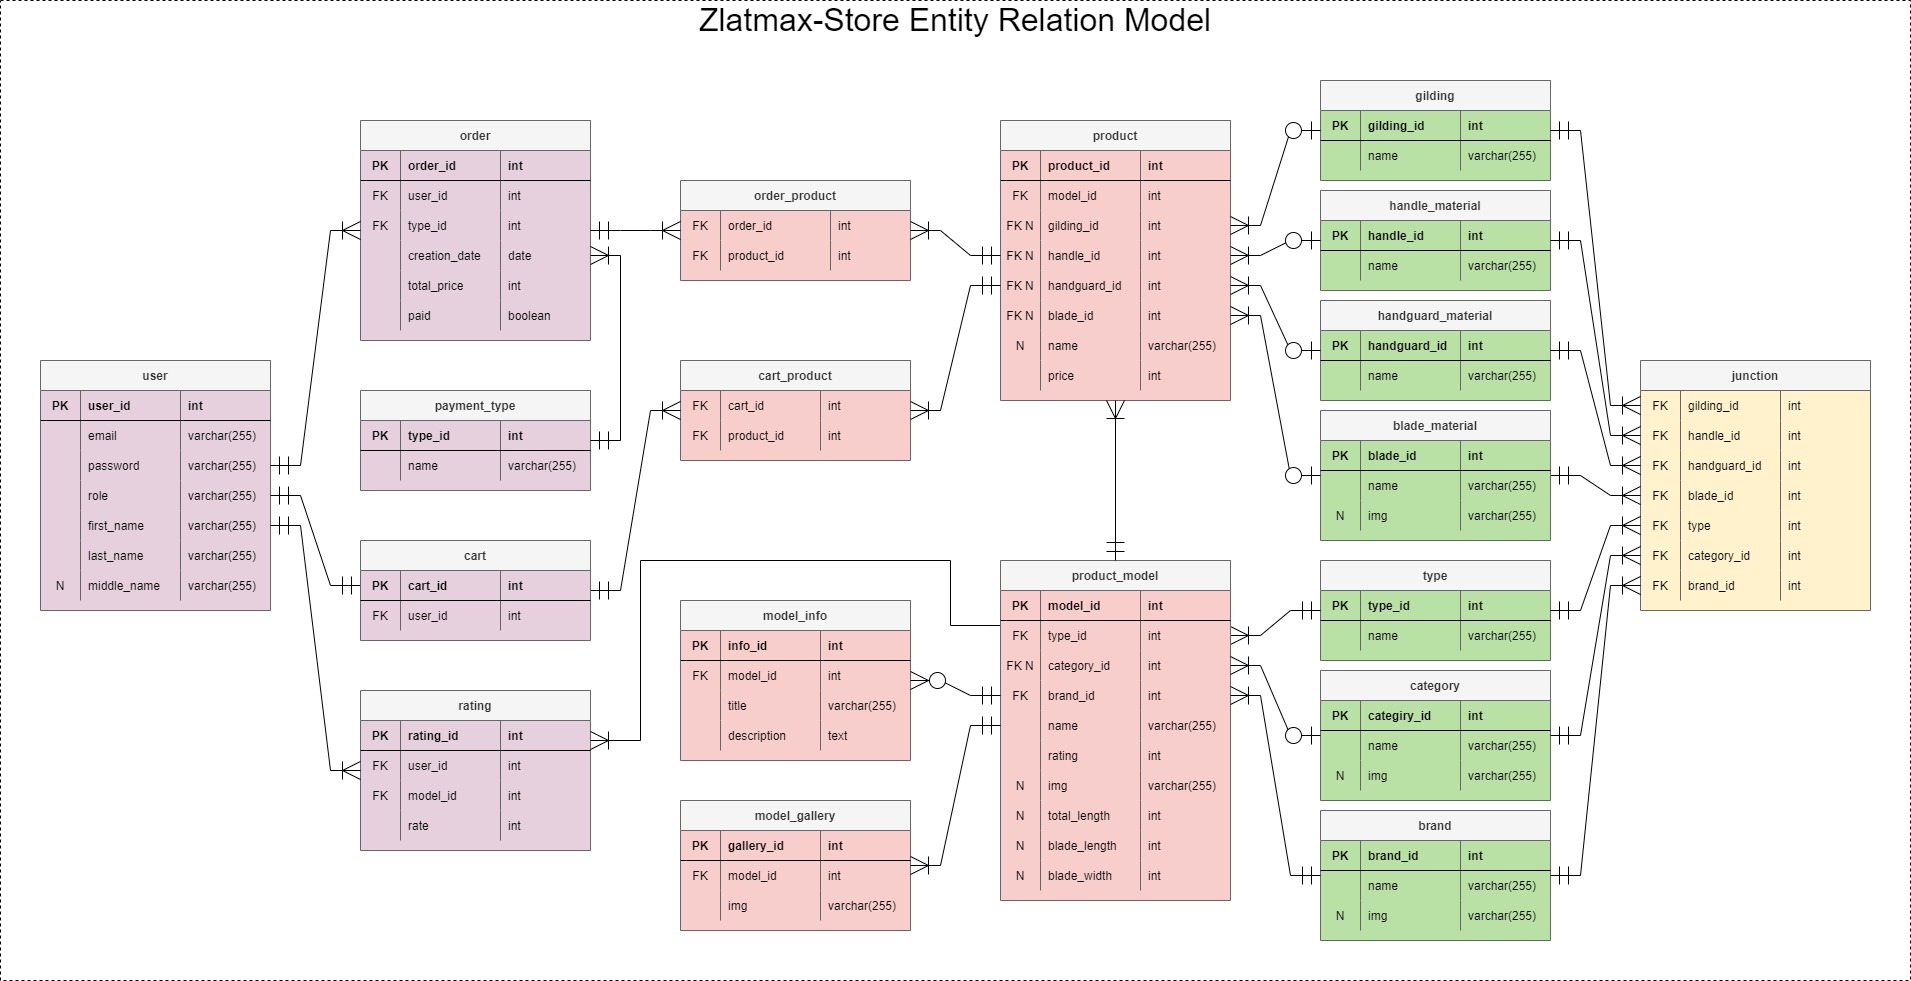 Zlatmax-Store Entity Relation Model
user
PK user_id int
email varchar(255)
password varchar(255)
role varchar(255)
first_name varchar(255)
last_name varchar(255)
N middle_name varchar(255)
order
PK order_id int
FK user_id int
FK type_id int
creation_date date
total_price int
paid boolean
payment_type
PK type_id int
name varchar(255)
cart
PK cart_id int
FK user_id int
rating
PK rating_id int
FK user_id int
FK model_id int
rate int
order_product
FK order_id int
FK product_id int
cart_product
FK cart_id int
FK product_id int
model_info
PK info_id int
FK model_id int
title varchar(255)
description text
model_gallery
PK gallery_id int
FK model_id int
img varchar(255)
product
PK product_id int
FK model_id int
FK N gilding_id int
FK N handle_id int
FK N handguard_id int
FK N blade_id int
N name varchar(255)
price int
product_model
PK model_id int
FK type_id int
FK N category_id int
FK brand_id int
name varchar(255)
rating int
N img varchar(255)
N total_length int
N blade_length int
N blade_width int
gilding
PK gilding_id int
name varchar(255)
handle_material
PK handle_id int
name varchar(255)
handguard_material
PK handguard_id int
name varchar(255)
blade_material
PK blade_id int
name varchar(255)
N img varchar(255)
type
PK type_id int
name varchar(255)
category
PK categiry_id int
name varchar(255)
N img varchar(255)
brand
PK brand_id int
name varchar(255)
N img varchar(255)
junction
FK gilding_id int
FK handle_id int
FK handguard_id int
FK blade_id int
FK type int
FK category_id int
FK brand_id int